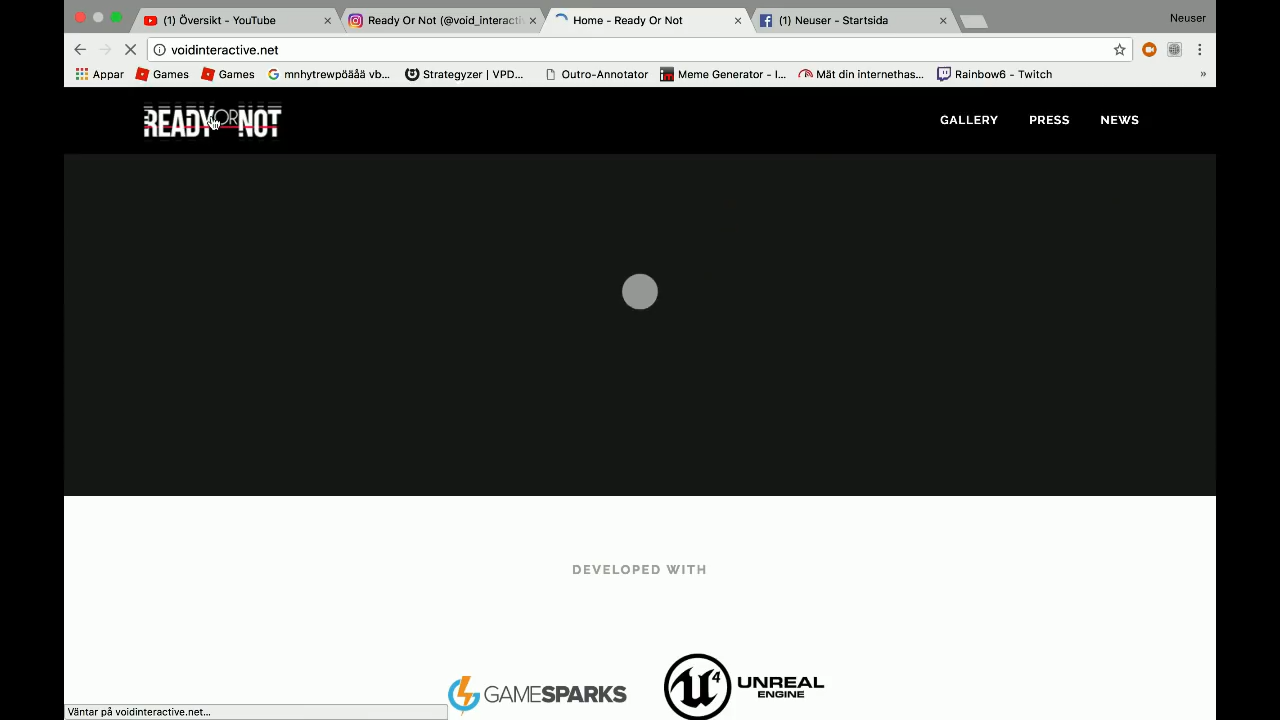 (1) Översikt - YouTube
Ready Or Not (@void_interacti
Home - Ready Or Not
(1) Neuser - Startsida
Neuser
voidinteractive.net
Appar
Games
Games
mnhytrewpöäåä vb...
Strategyzer | VPD...
Outro-Annotator
Meme Generator - I...
Mät din internethas...
Rainbow6 - Twitch
»
READY OR NOT
GALLERY
PRESS
NEWS
DEVELOPED WITH
GAMESPARKS
4
UNREAL
ENGINE
Väntar på voidinteractive.net...